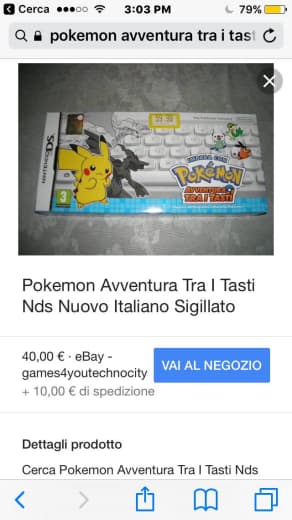 Cerca
3:03 PM
79%
pokemon avventura tra i tast
NINTENDO DS
IMPARA CON
POKÉMON
AVVENTURA
TRA I TASTI
3
Pokemon Avventura Tra I Tasti
Nds Nuovo Italiano Sigillato
40,00 € · eBay -
games4youtechnocity
+ 10,00 € di spedizione
VAI AL NEGOZIO
Dettagli prodotto
Cerca Pokemon Avventura Tra I Tasti Nds